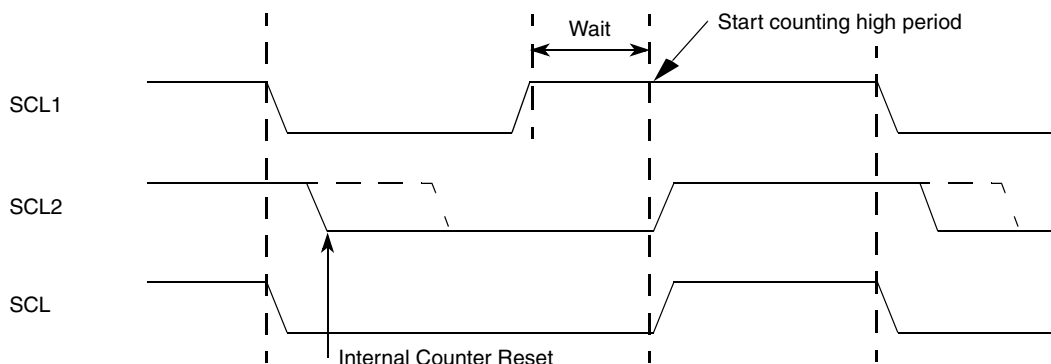 Start counting high period
Wait
SCL1
SCL2
SCL
Internal Counter Reset